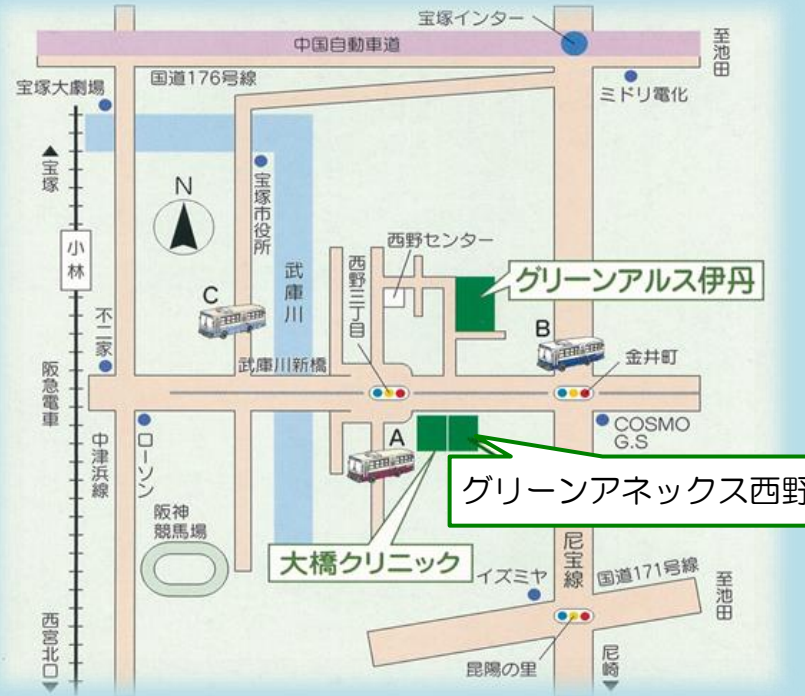 宝塚インター
中国自動車道
至池田
国道176号線
宝塚大劇場
ミドリ電化
▲宝塚
N
宝塚市役所
小林
武庫川
西野三丁目
西野センター
グリーンアルス伊丹
C
B
不二家
武庫川新橋
金井町
阪急電車
中津浜線
ローソン
A
COSMO
G.S
グリーンアネックス西野
阪神
競馬場
大橋クリニック
イズミヤ
尼宝線
国道171号線
至池田
西宮北口▼
昆陽の里
尼崎▼